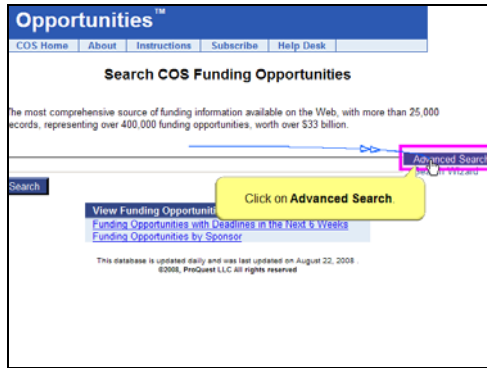 Opportunities™
COS Home About Instructions Subscribe Help Desk
Search COS Funding Opportunities
The most comprehensive source of funding information available on the Web, with more than 25,000
records, representing over 400,000 funding opportunities, worth over $33 billion.
Advanced Search
Wizard
Search
Click on Advanced Search.
View Funding
Funding Opportunities with Deadlines in the Next 6 Weeks
Funding Opportunities by Sponsor
This database is updated daily and was last updated on August 22, 2008 .
©2008, ProQuest LLC All rights reserved